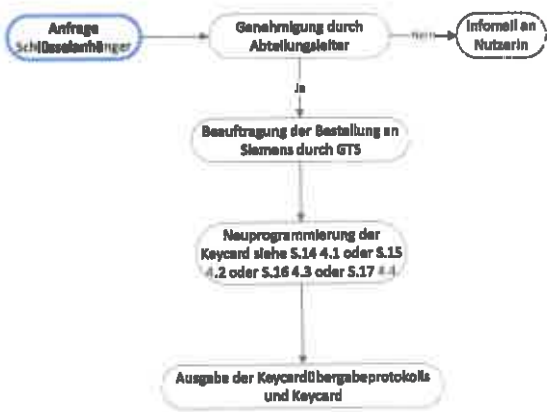 Anfrage
Schlüsselanhänger
Genehmigung durch
Abteilungsleiter
Nein
Infomail an
Nutzerin
Ja
Beauftragung der Bestellung an
Siemens durch GTS
Neuprogrammierung der
Keycard siehe S.14 4.1 oder S.15
4.2 oder S.16 4.3 oder S.17 4.4
Ausgabe der Keycardübergabeprotokolls
und Keycard